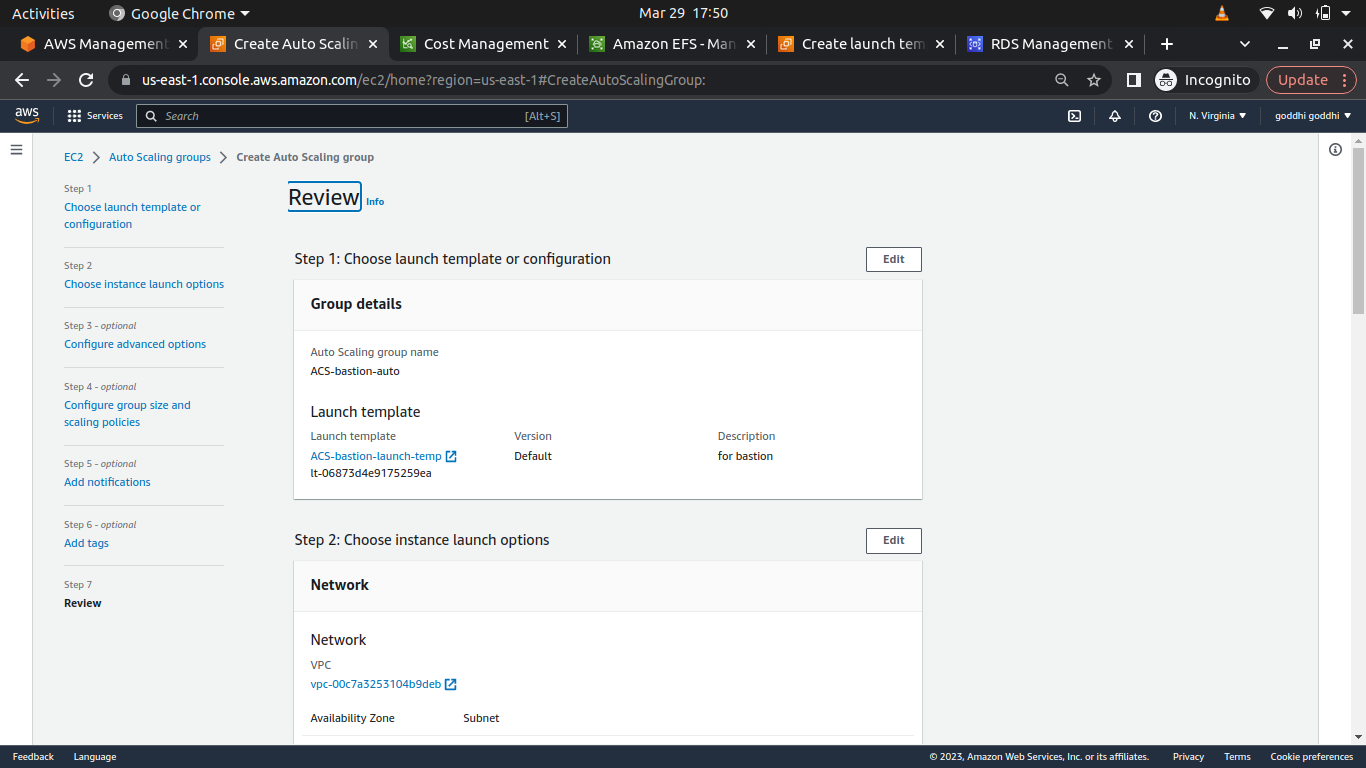 Activities
Google Chrome
Mar 29 17:50
AWS Management
Create Auto Scalin
Cost Management
Amazon EFS - Man
Create launch tem
RDS Management
us-east-1.console.aws.amazon.com/ec2/home?region=us-east-1#CreateAutoScalingGroup:
Incognito
Update
aws
Services
Search
[Alt+S]
N. Virginia
goddhi goddhi
EC2
Auto Scaling groups
Create Auto Scaling group
Step 1
Choose launch template or
configuration
Step 2
Choose instance launch options
Step 3 - optional
Configure advanced options
Step 4 - optional
Configure group size and
scaling policies
Step 5 - optional
Add notifications
Step 6 - optional
Add tags
Step 7
Review
Review Info
Step 1: Choose launch template or configuration
Edit
Group details
Auto Scaling group name
ACS-bastion-auto
Launch template
Launch template
Version
Description
ACS-bastion-launch-temp
Default
for bastion
lt-06873d4e9175259ea
Step 2: Choose instance launch options
Edit
Network
Network
VPC
vpc-00c7a3253104b9deb
Availability Zone
Subnet
Feedback
Language
© 2023, Amazon Web Services, Inc. or its affiliates.
Privacy
Terms
Cookie preferences